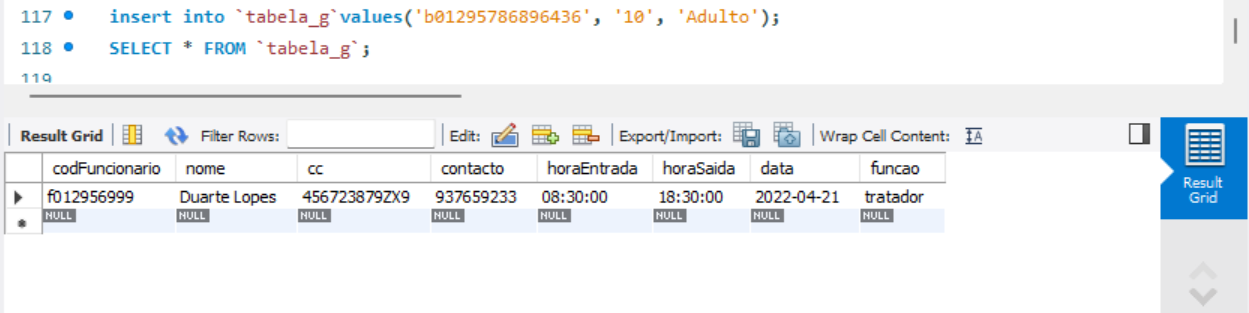 117 insert into `tabela_g`values('b01295786896436', '10', 'Adulto');
118 SELECT * FROM `tabela_g`;
119
Result Grid Filter Rows: Edit: Export/Import: Wrap Cell Content: IA
codFuncionario nome cc contacto horaEntrada horaSaida data funcao
f012956999 Duarte Lopes 456723879ZX9 937659233 08:30:00 18:30:00 2022-04-21 tratador
NULL NULL NULL NULL NULL NULL NULL NULL
Result
Grid